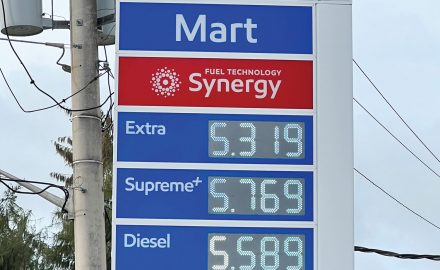 Mart
FUEL TECHNOLOGY
Synergy
Extra 5.319
Supreme+ 5.769
Diesel 5.589